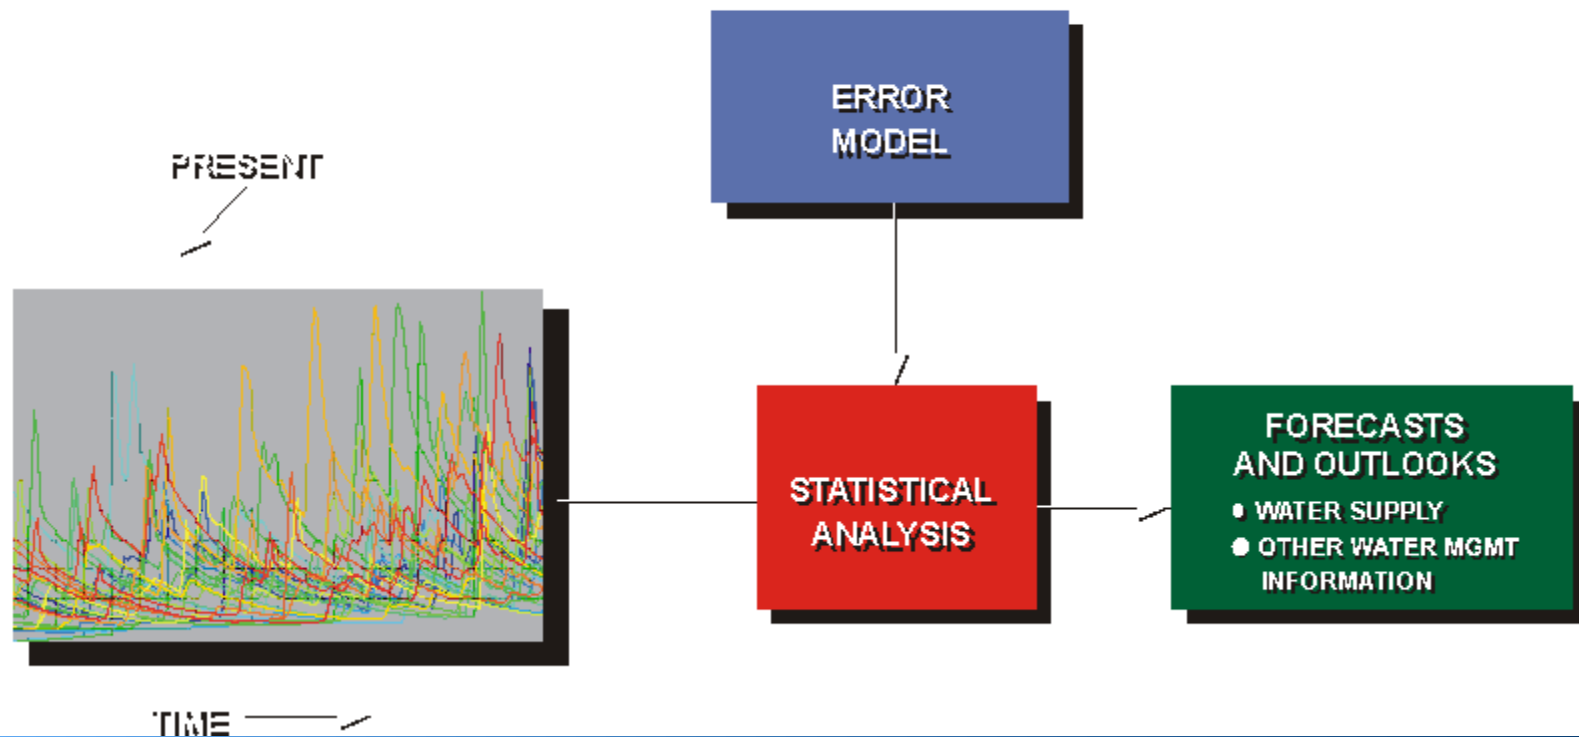 ERROR
MODEL
PRESENT
STATISTICAL
ANALYSIS
FORECASTS
AND OUTLOOKS
• WATER SUPPLY
• OTHER WATER MGMT
INFORMATION
TIME